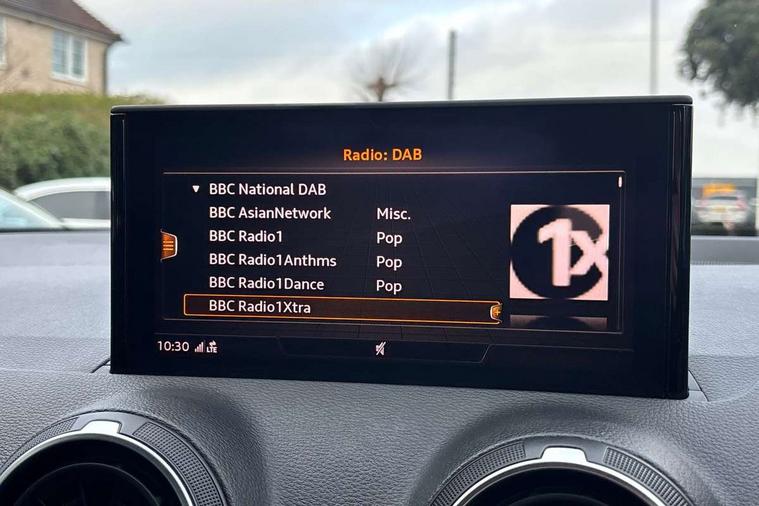 Radio: DAB
▼ BBC National DAB
BBC AsianNetwork Misc.
BBC Radio1 Pop
BBC Radio1Anthms Pop
BBC Radio1Dance Pop
BBC Radio1Xtra
1X
10:30 LTE